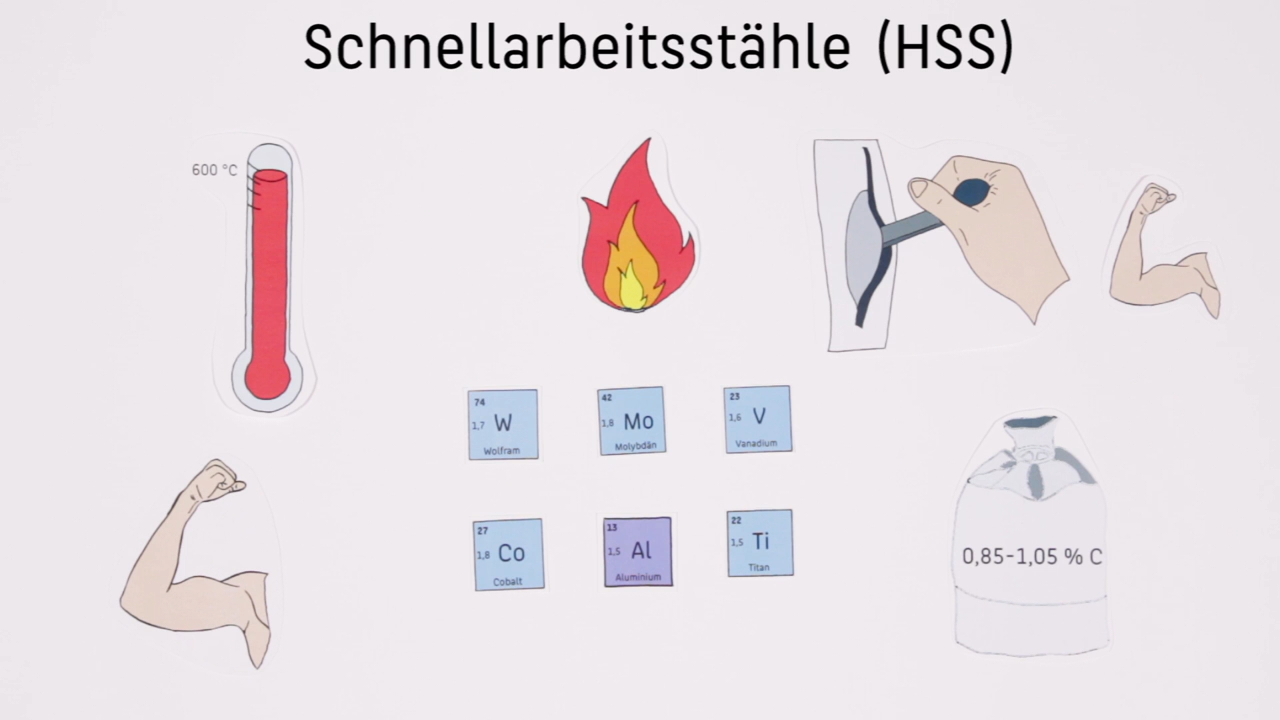 Schnellarbeitsstähle (HSS)
600 °C
74
1,7 W
Wolfram
42
1,8 Mo
Molybdän
23
1,6 V
Vanadium
27
1,8 Co
Cobalt
13
1,5 Al
Aluminium
22
1,5 Ti
Titan
0,85-1,05 % C